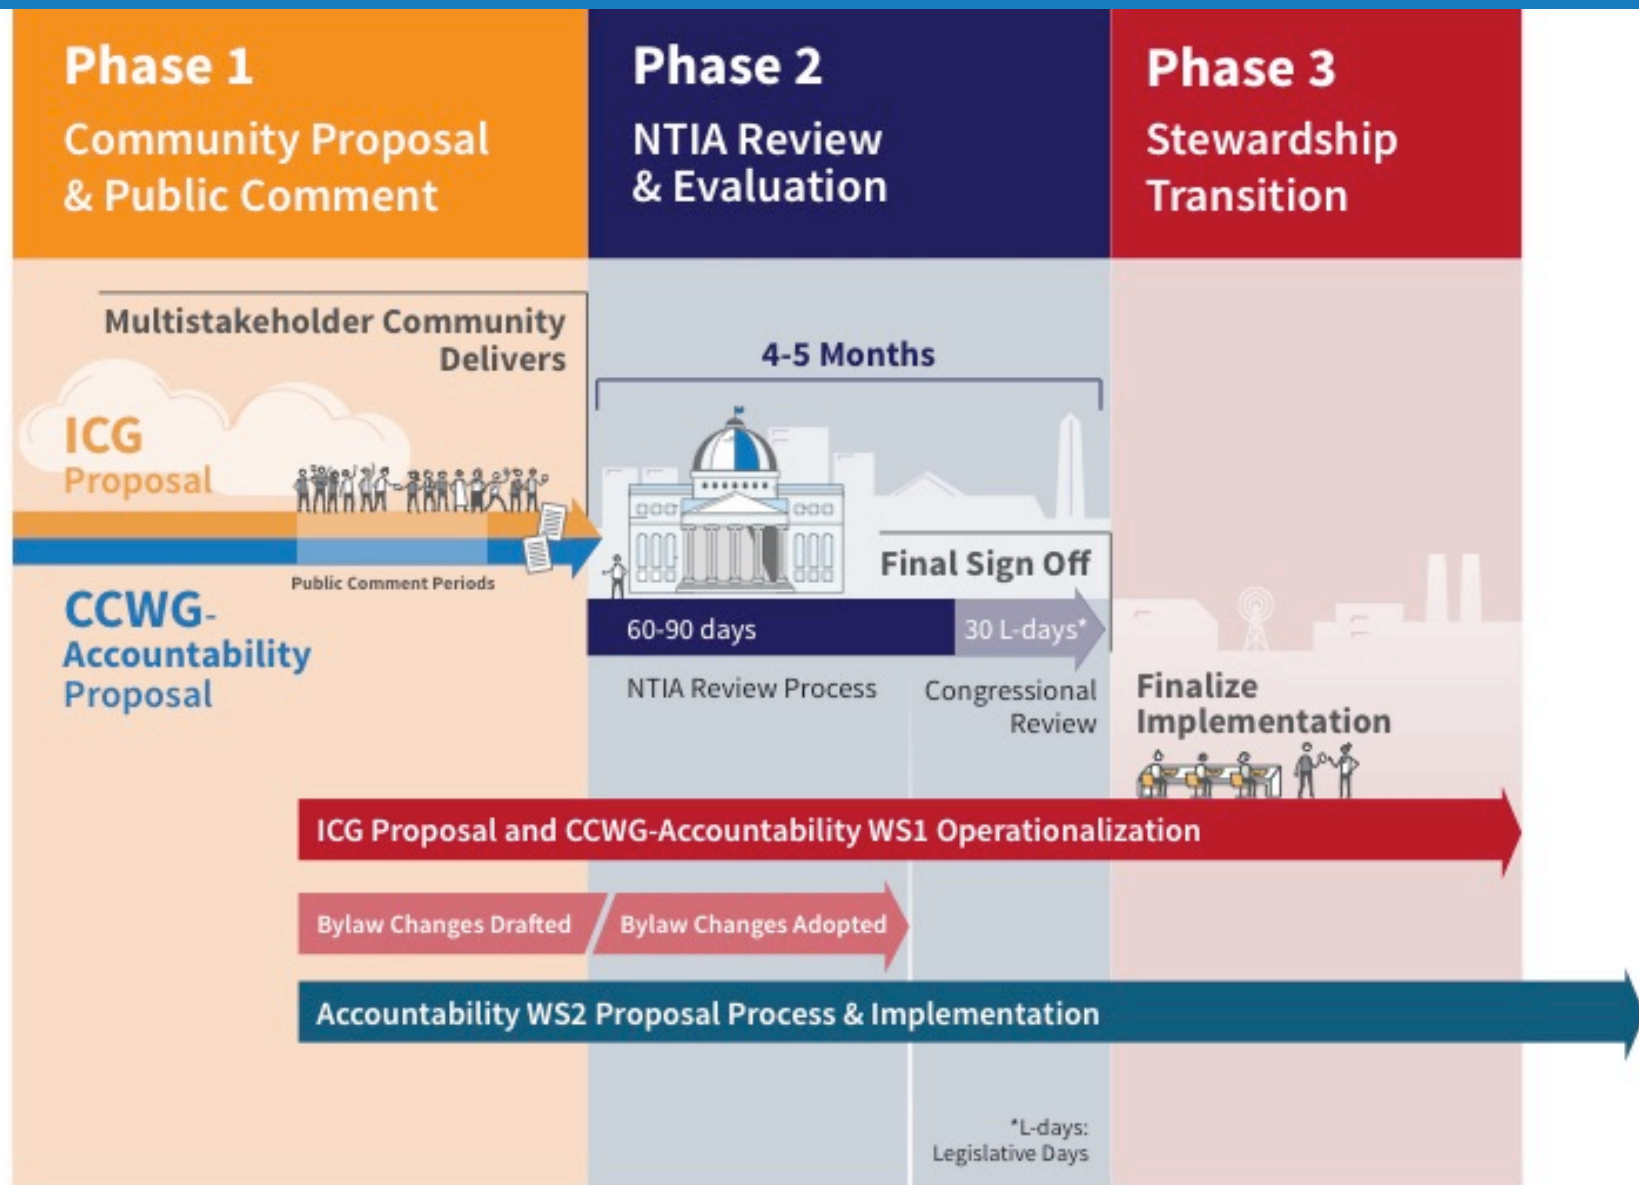 Phase 1
Community Proposal
& Public Comment
Phase 2
NTIA Review
& Evaluation
Phase 3
Stewardship
Transition
Multistakeholder Community
Delivers
ICG
Proposal
Public Comment Periods
CCWG-
Accountability
Proposal
4-5 Months
Final Sign Off
60-90 days
30 L-days*
NTIA Review Process
Congressional
Review
Finalize
Implementation
ICG Proposal and CCWG-Accountability WS1 Operationalization
Bylaw Changes Drafted
Bylaw Changes Adopted
Accountability WS2 Proposal Process & Implementation
*L-days:
Legislative Days